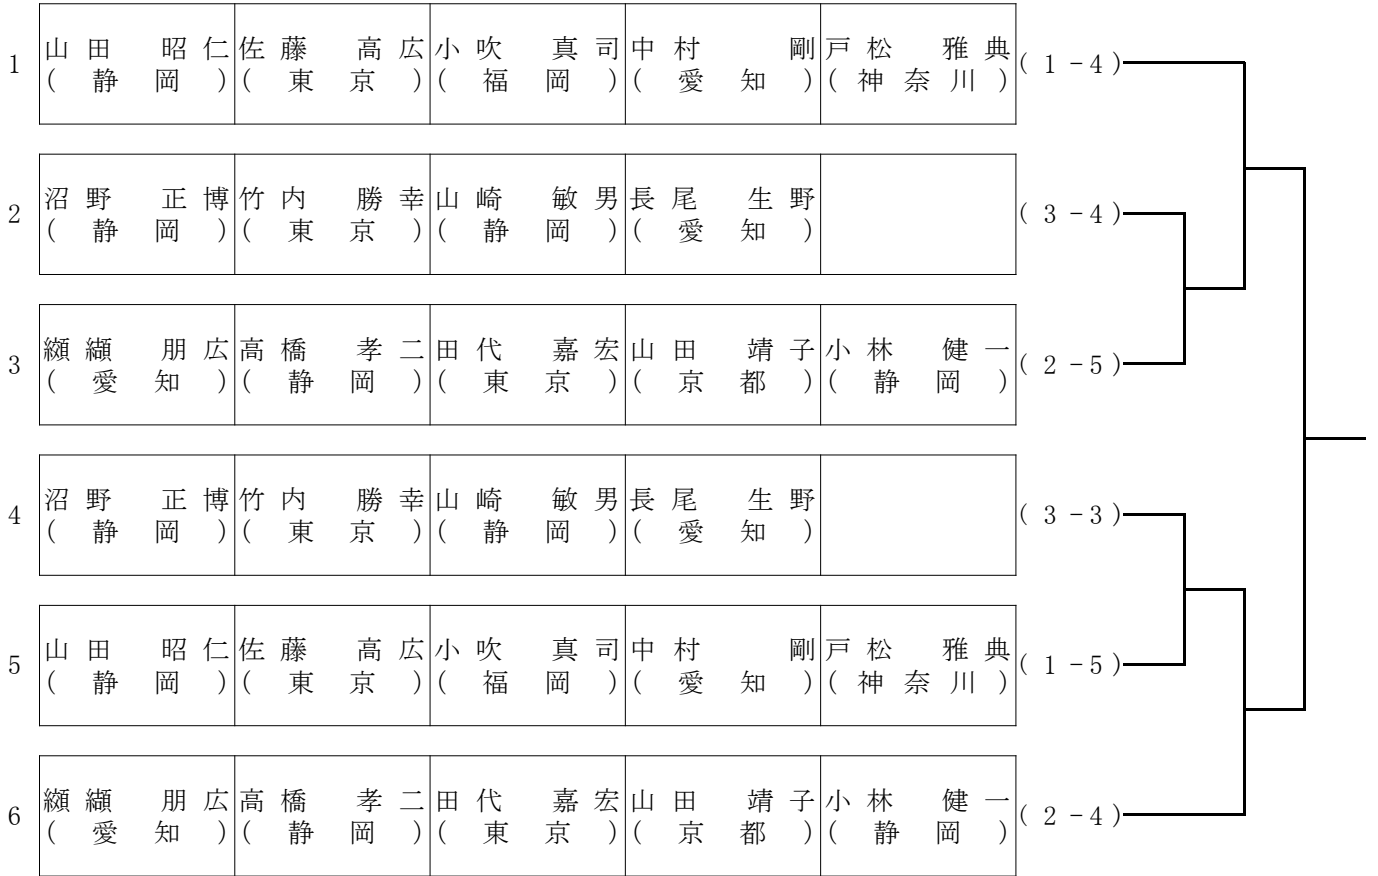 1
山田 昭仁 佐藤 高広 小吹 真司 中村 剛 戸松 雅典
(静岡) (東京) (福岡) (愛知) (神奈川)
(1-4)
2
沼野 正博 竹内 勝幸 山崎 敏男 長尾 生野
(静岡) (東京) (静岡) (愛知)
(3-4)
3
纐纈 朋広 高橋 孝二 田代 嘉宏 山田 靖子 小林 健一
(愛知) (静岡) (東京) (京都) (静岡)
(2-5)
4
沼野 正博 竹内 勝幸 山崎 敏男 長尾 生野
(静岡) (東京) (静岡) (愛知)
(3-3)
5
山田 昭仁 佐藤 高広 小吹 真司 中村 剛 戸松 雅典
(静岡) (東京) (福岡) (愛知) (神奈川)
(1-5)
6
纐纈 朋広 高橋 孝二 田代 嘉宏 山田 靖子 小林 健一
(愛知) (静岡) (東京) (京都) (静岡)
(2-4)